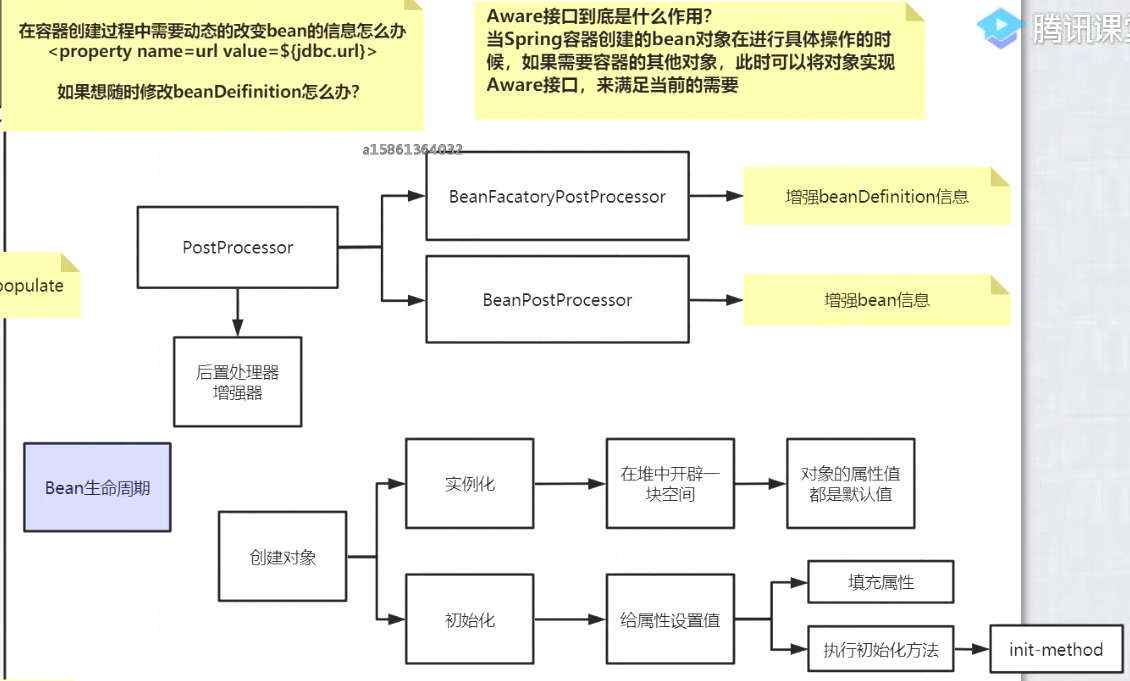 在容器创建过程中需要动态的改变bean的信息怎么办
<property name=url value=${jdbc.url}>
如果想随时修改beanDeifinition怎么办?
Aware接口到底是什么作用?
当Spring容器创建的bean对象在进行具体操作的时
候，如果需要容器的其他对象，此时可以将对象实现
Aware接口，来满足当前的需要
腾讯课堂
a15861364032
BeanFacatoryPostProcessor
增强beanDefinition信息
PostProcessor
populate
BeanPostProcessor
增强bean信息
后置处理器
增强器
Bean生命周期
实例化
在堆中开辟一
块空间
对象的属性值
都是默认值
创建对象
初始化
给属性设置值
填充属性
执行初始化方法
init-method